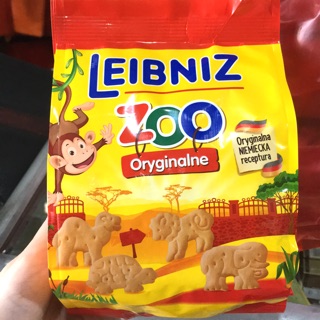 LEIBNIZ
ZOO
Oryginalne
Oryginalna
NIEMIECKA
receptura